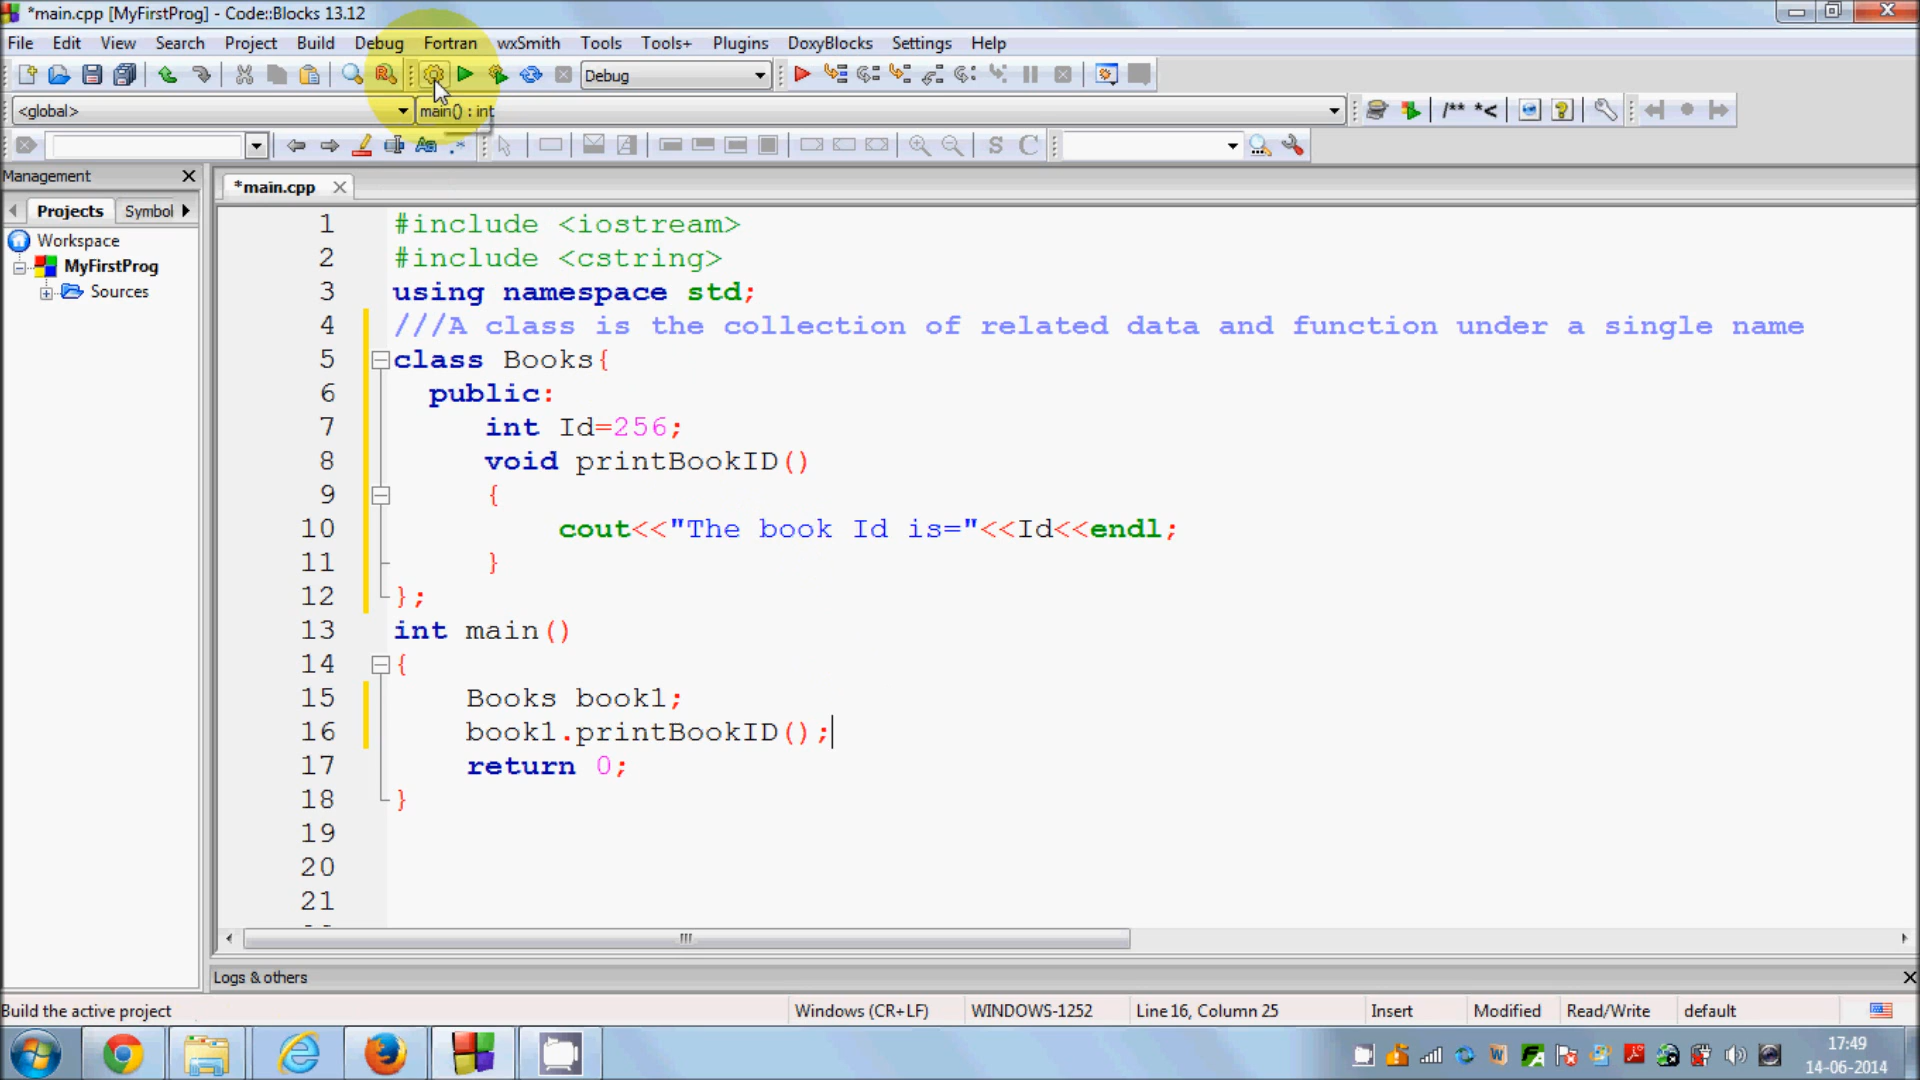 *main.cpp [MyFirstProg] - Code::Blocks 13.12
File Edit View Search Project Build Debug Fortran wxSmith Tools Tools+ Plugins DoxyBlocks Settings Help
Debug
<global> main() : int /** *<
S C
Management
*main.cpp
Projects Symbol
Workspace
MyFirstProg
Sources
1 #include <iostream>
2 #include <cstring>
3 using namespace std;
4 ///A class is the collection of related data and function under a single name
5 class Books{
6 public:
7 int Id=256;
8 void printBookID()
9 {
10 cout<<"The book Id is="<<Id<<endl;
11 }
12 };
13 int main()
14 {
15 Books book1;
16 book1.printBookID();
17 return 0;
18 }
19
20
21
Logs & others
Build the active project Windows (CR+LF) WINDOWS-1252 Line 16, Column 25 Insert Modified Read/Write default
17:49
14-06-2014